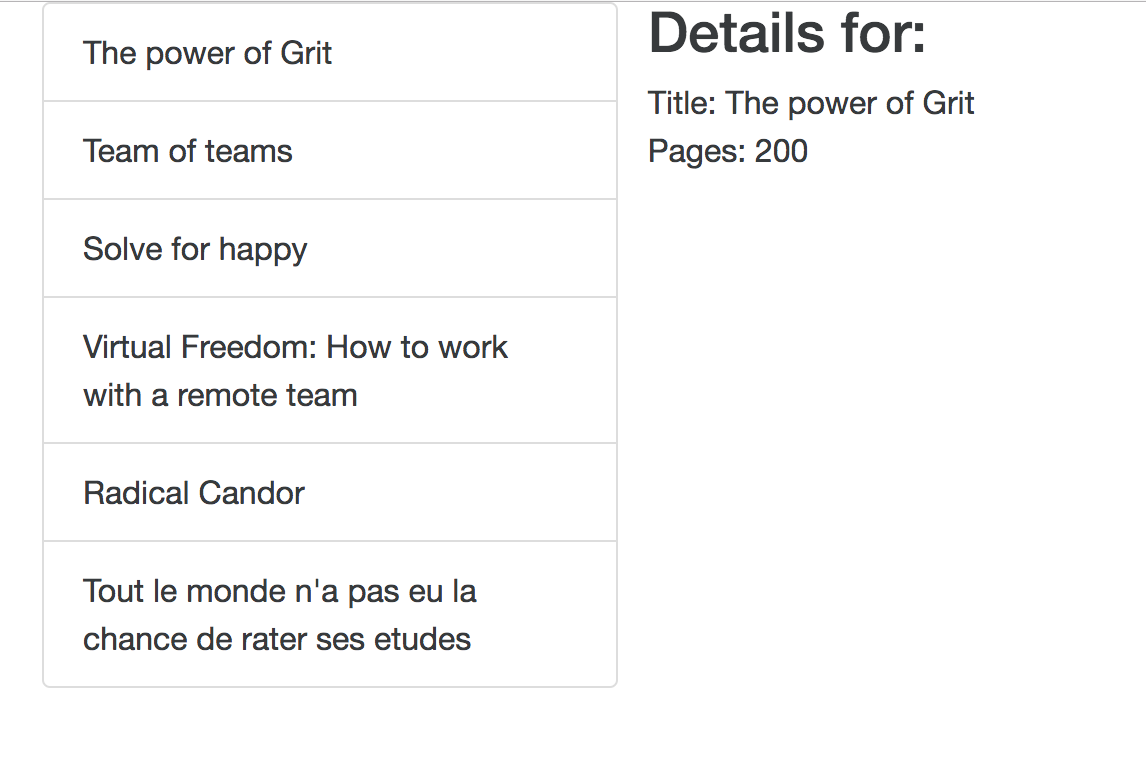 The power of Grit
Team of teams
Solve for happy
Virtual Freedom: How to work
with a remote team
Radical Candor
Tout le monde n'a pas eu la
chance de rater ses etudes
Details for:
Title: The power of Grit
Pages: 200